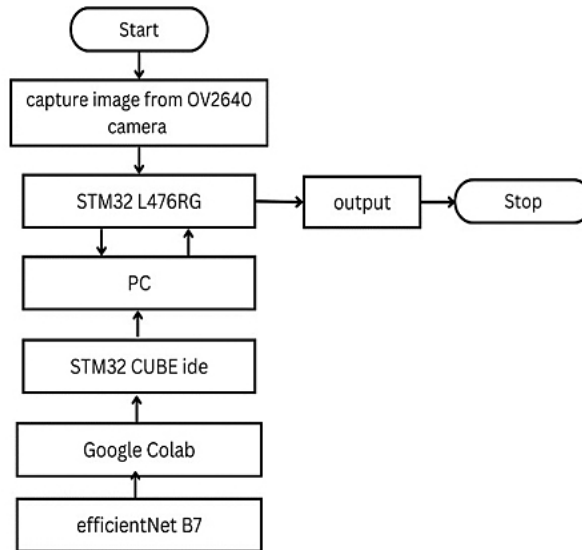 Start
capture image from OV2640
camera
STM32 L476RG
output
Stop
PC
STM32 CUBE ide
Google Colab
efficientNet B7